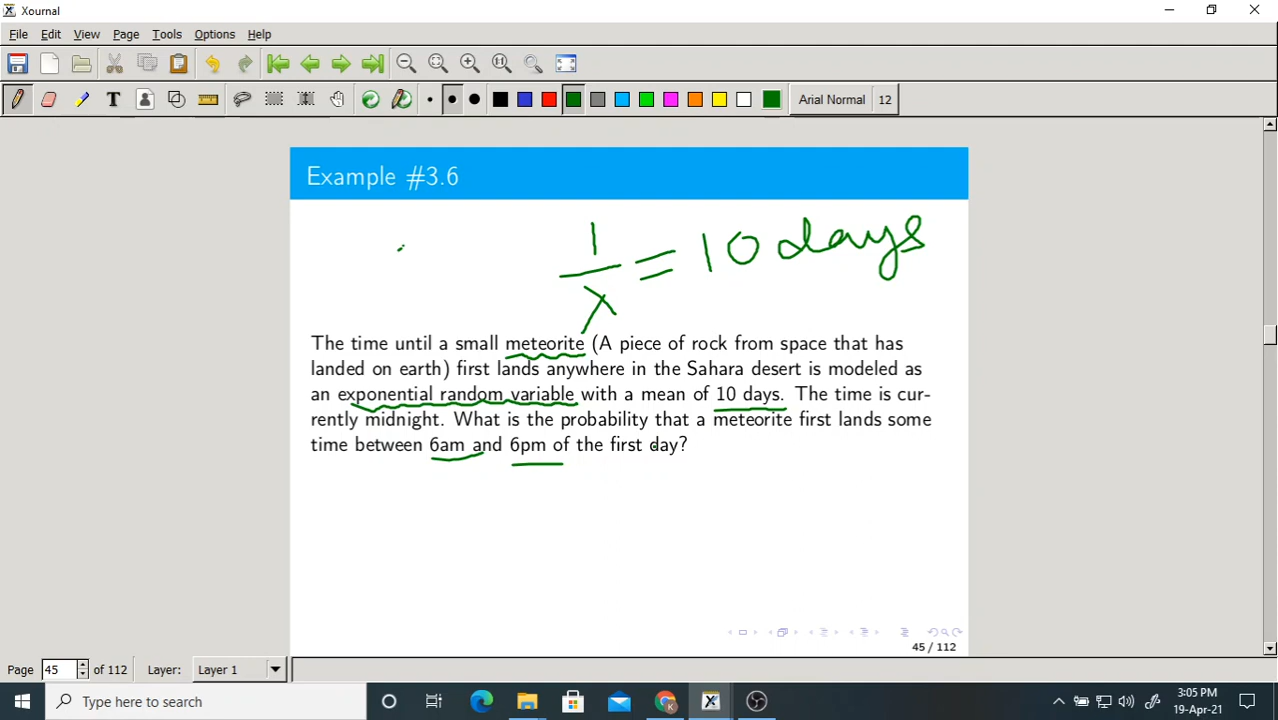 Xournal
File Edit View Page Tools Options Help
T
Arial Normal 12
Example #3.6
1/λ = 10 days
The time until a small meteorite (A piece of rock from space that has
landed on earth) first lands anywhere in the Sahara desert is modeled as
an exponential random variable with a mean of 10 days. The time is cur-
rently midnight. What is the probability that a meteorite first lands some
time between 6am and 6pm of the first day?
45 / 112
Page 45 of 112 Layer: Layer 1
Type here to search
3:05 PM
19-Apr-21